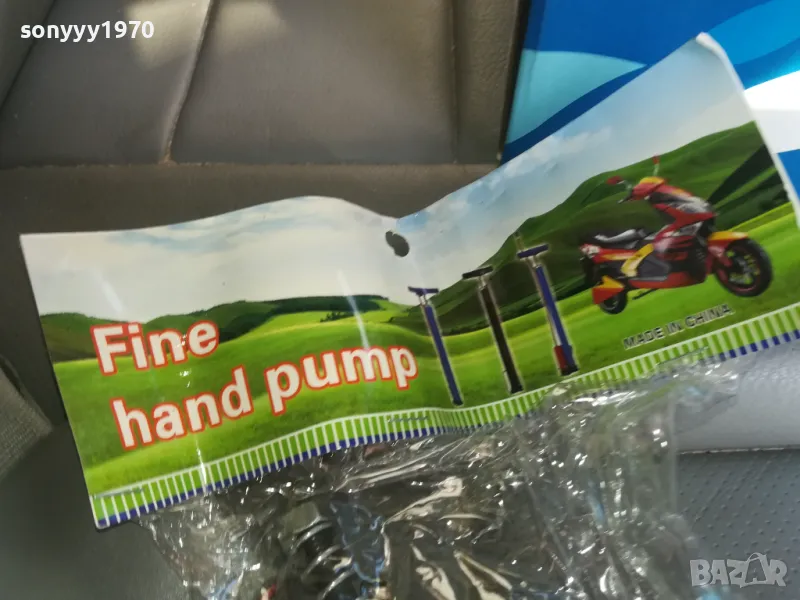 sonyyy1970
Fine
hand pump
MADE IN CHINA
BAZAR